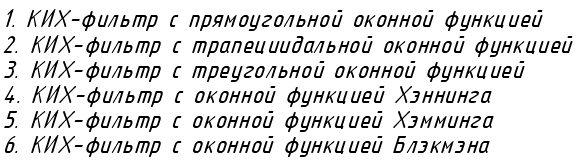 1. КИХ-фильтр с прямоугольной оконной функцией
2. КИХ-фильтр с трапециидальной оконной функцией
3. КИХ-фильтр с треугольной оконной функцией
4. КИХ-фильтр с оконной функцией Хэннинга
5. КИХ-фильтр с оконной функцией Хэмминга
6. КИХ-фильтр с оконной функцией Блэкмэна